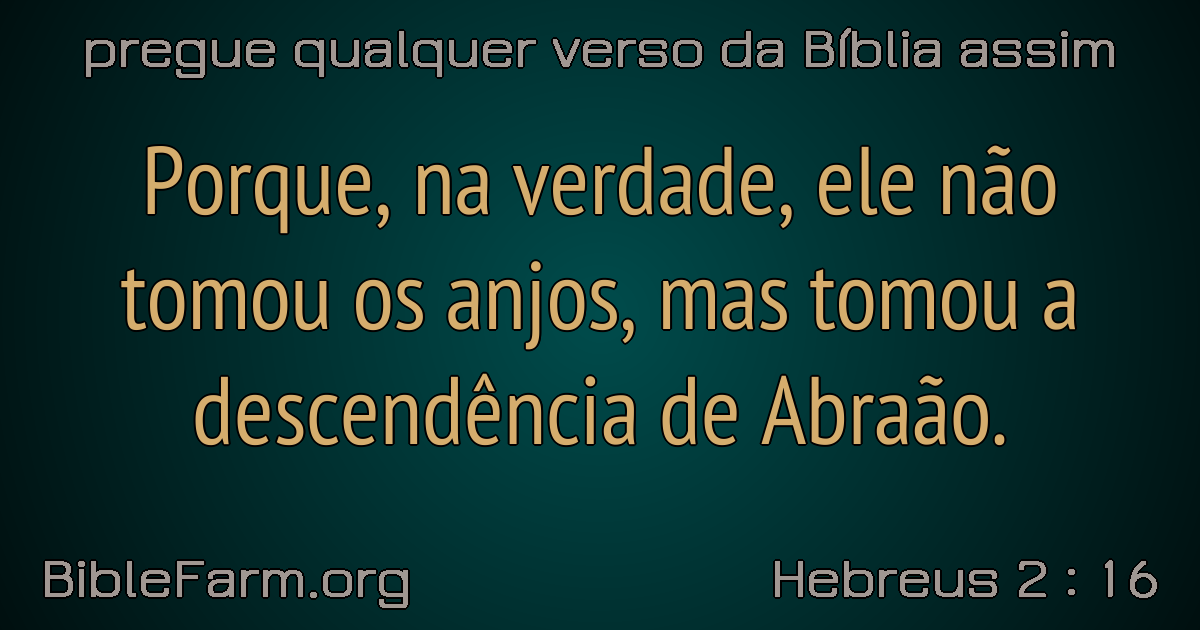 pregue qualquer verso da Bíblia assim
Porque, na verdade, ele não
tomou os anjos, mas tomou a
descendência de Abraão.
BibleFarm.org
Hebreus 2 : 16